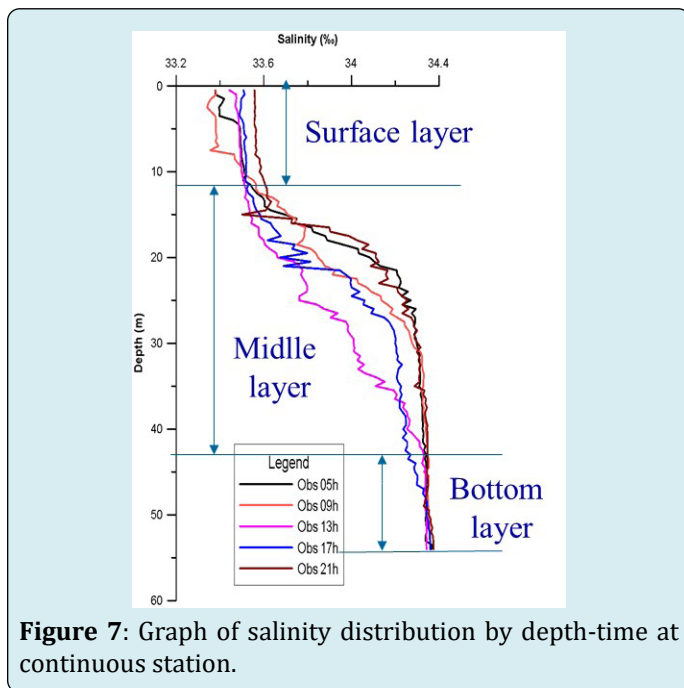 Salinity (‰)
33.2 33.6 34 34.4
0
10
20
30
40
50
60
Depth (m)
Surface layer
Midlle
layer
Bottom
layer
Legend
Obs 05h
Obs 09h
Obs 13h
Obs 17h
Obs 21h
Figure 7: Graph of salinity distribution by depth-time at
continuous station.